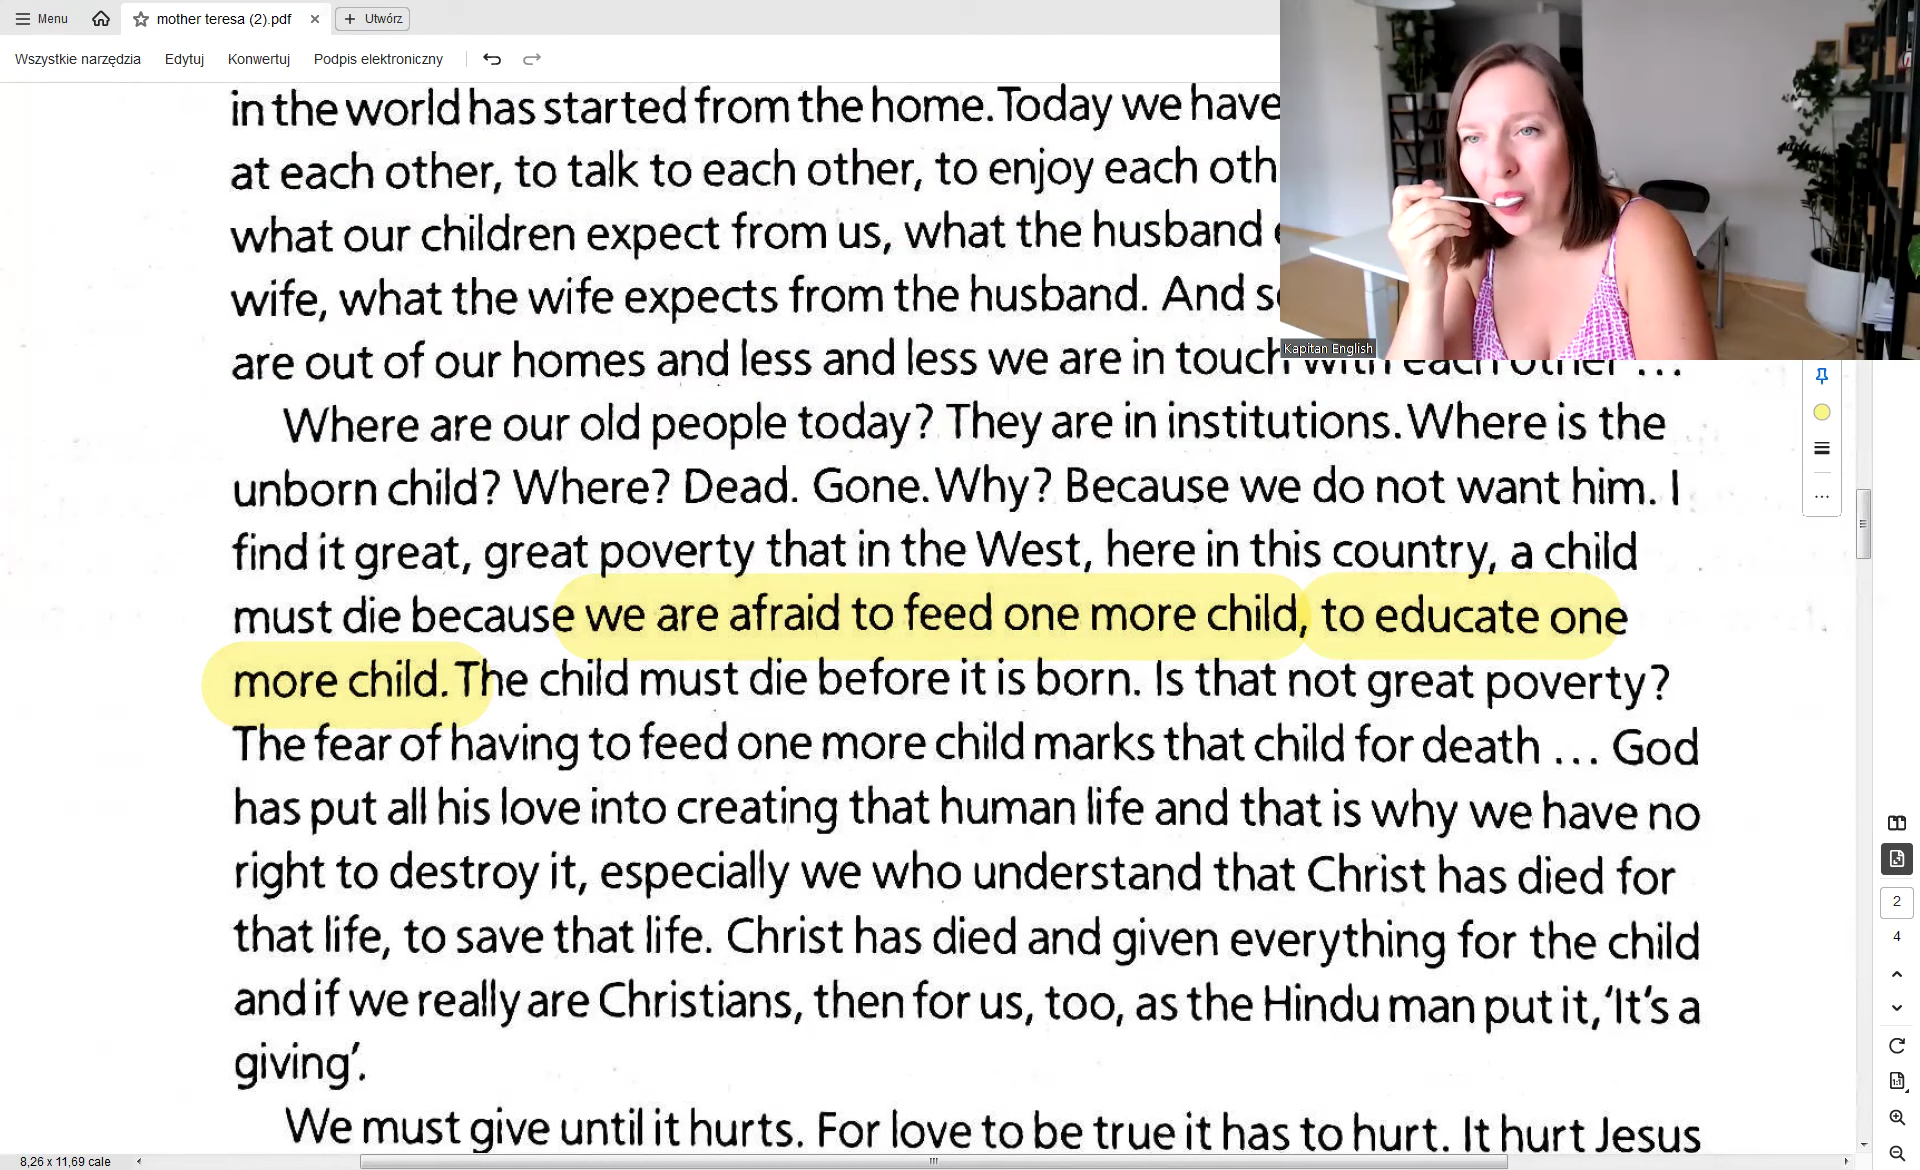 Menu
mother teresa (2).pdf
Utwórz
Wszystkie narzędzia Edytuj Konwertuj Podpis elektroniczny
in the world has started from the home. Today we have
at each other, to talk to each other, to enjoy each oth
what our children expect from us, what the husband
wife, what the wife expects from the husband. And
are out of our homes and less and less we are in touch with each other ...
Where are our old people today? They are in institutions. Where is the
unborn child? Where? Dead. Gone. Why? Because we do not want him. I
find it great, great poverty that in the West, here in this country, a child
must die because we are afraid to feed one more child, to educate one
more child. The child must die before it is born. Is that not great poverty?
The fear of having to feed one more child marks that child for death ... God
has put all his love into creating that human life and that is why we have no
right to destroy it, especially we who understand that Christ has died for
that life, to save that life. Christ has died and given everything for the child
and if we really are Christians, then for us, too, as the Hindu man put it, 'It's a
giving'.
We must give until it hurts. For love to be true it has to hurt. It hurt Jesus
Kapitan English
2
4
8,26 x 11,69 cale